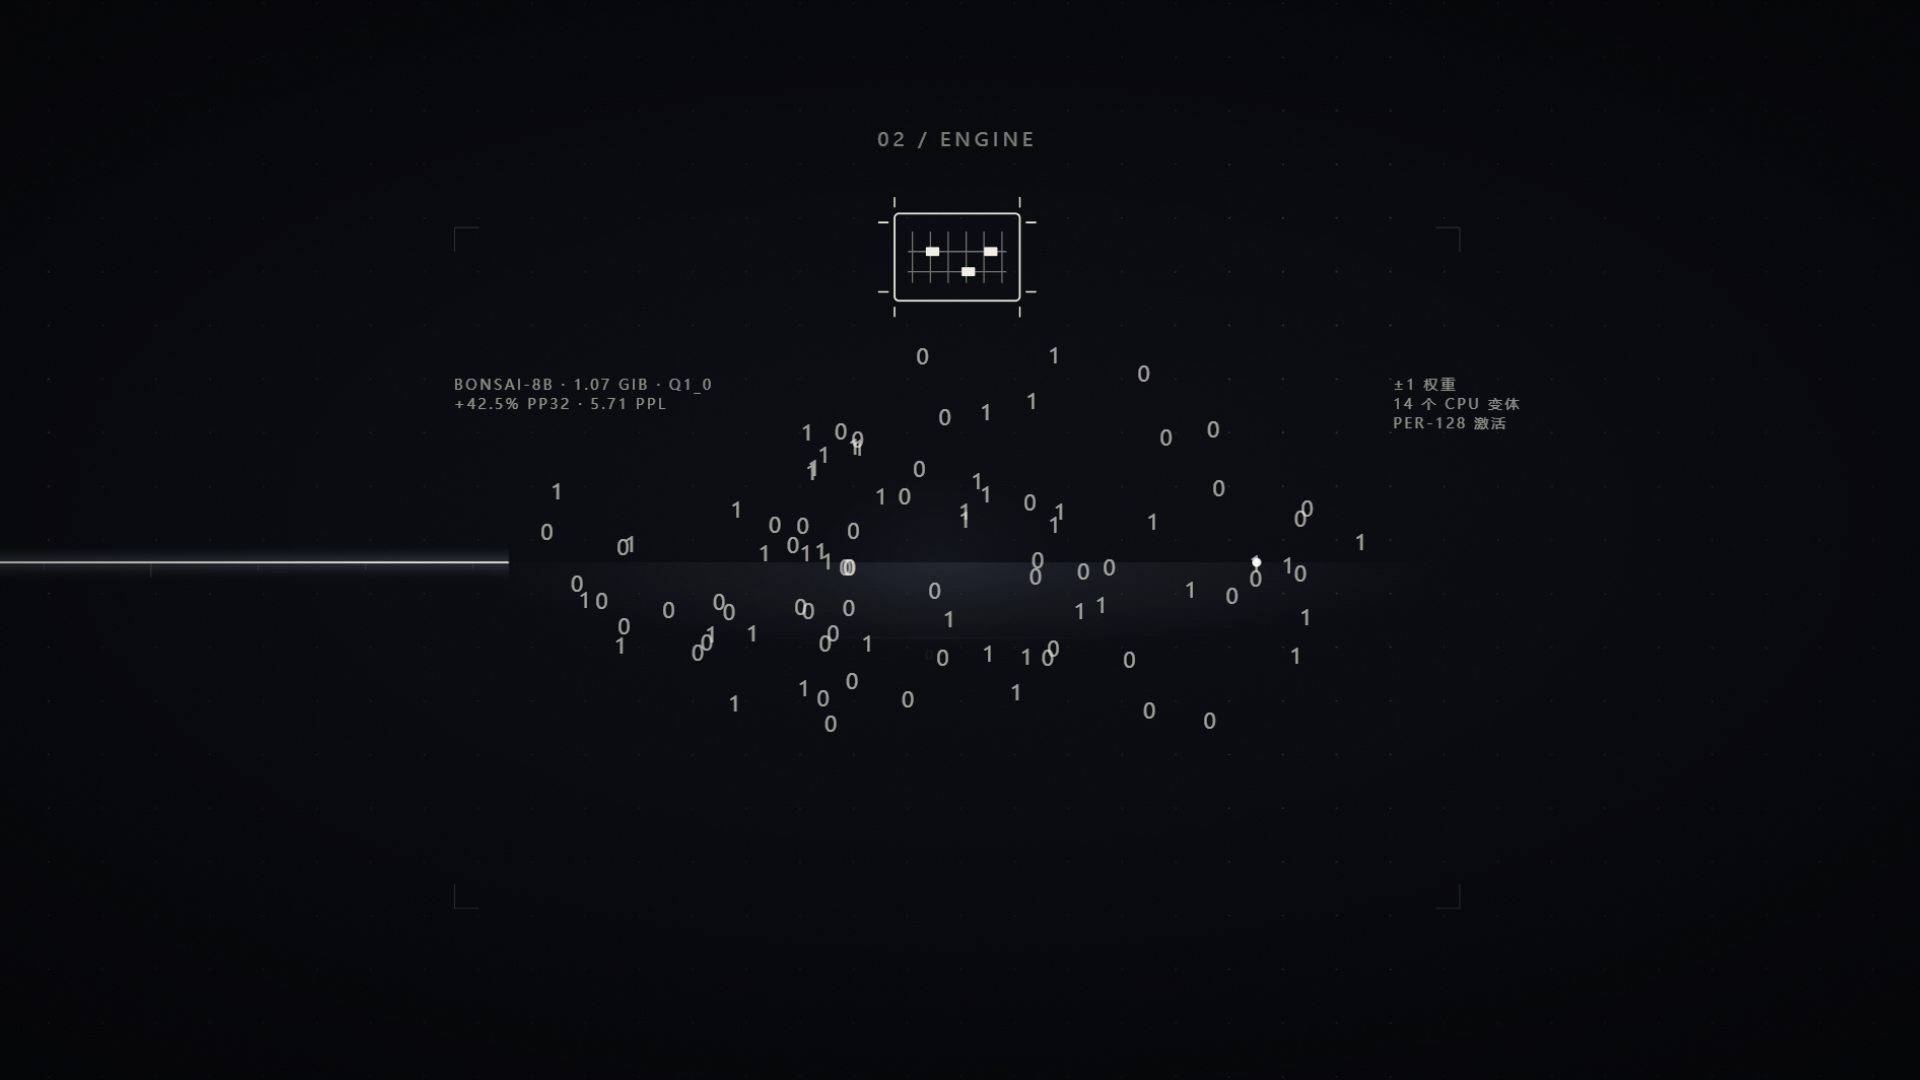 02 / ENGINE
BONSAI-8B · 1.07 GIB · Q1_0
+42.5% PP32 · 5.71 PPL
±1 权重
14 个 CPU 变体
PER-128 激活